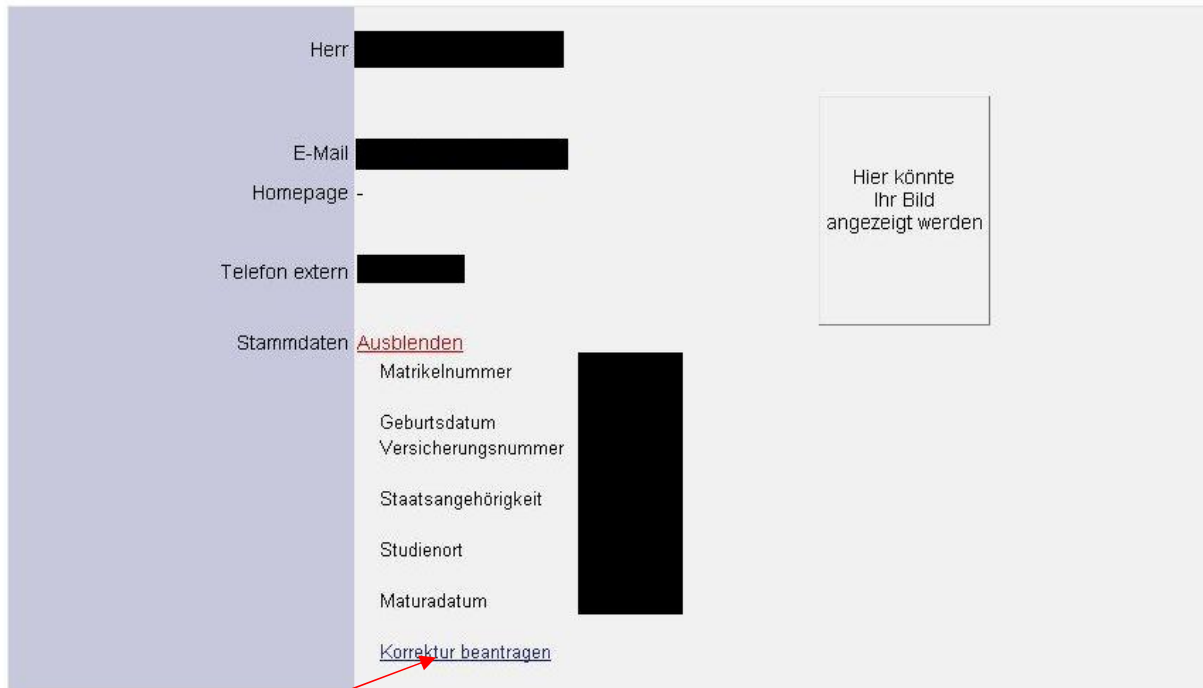 Herr
E-Mail
Homepage -
Hier könnte
Ihr Bild
angezeigt werden
Telefon extern
Stammdaten Ausblenden
Matrikelnummer
Geburtsdatum
Versicherungsnummer
Staatsangehörigkeit
Studienort
Maturadatum
Korrektur beantragen